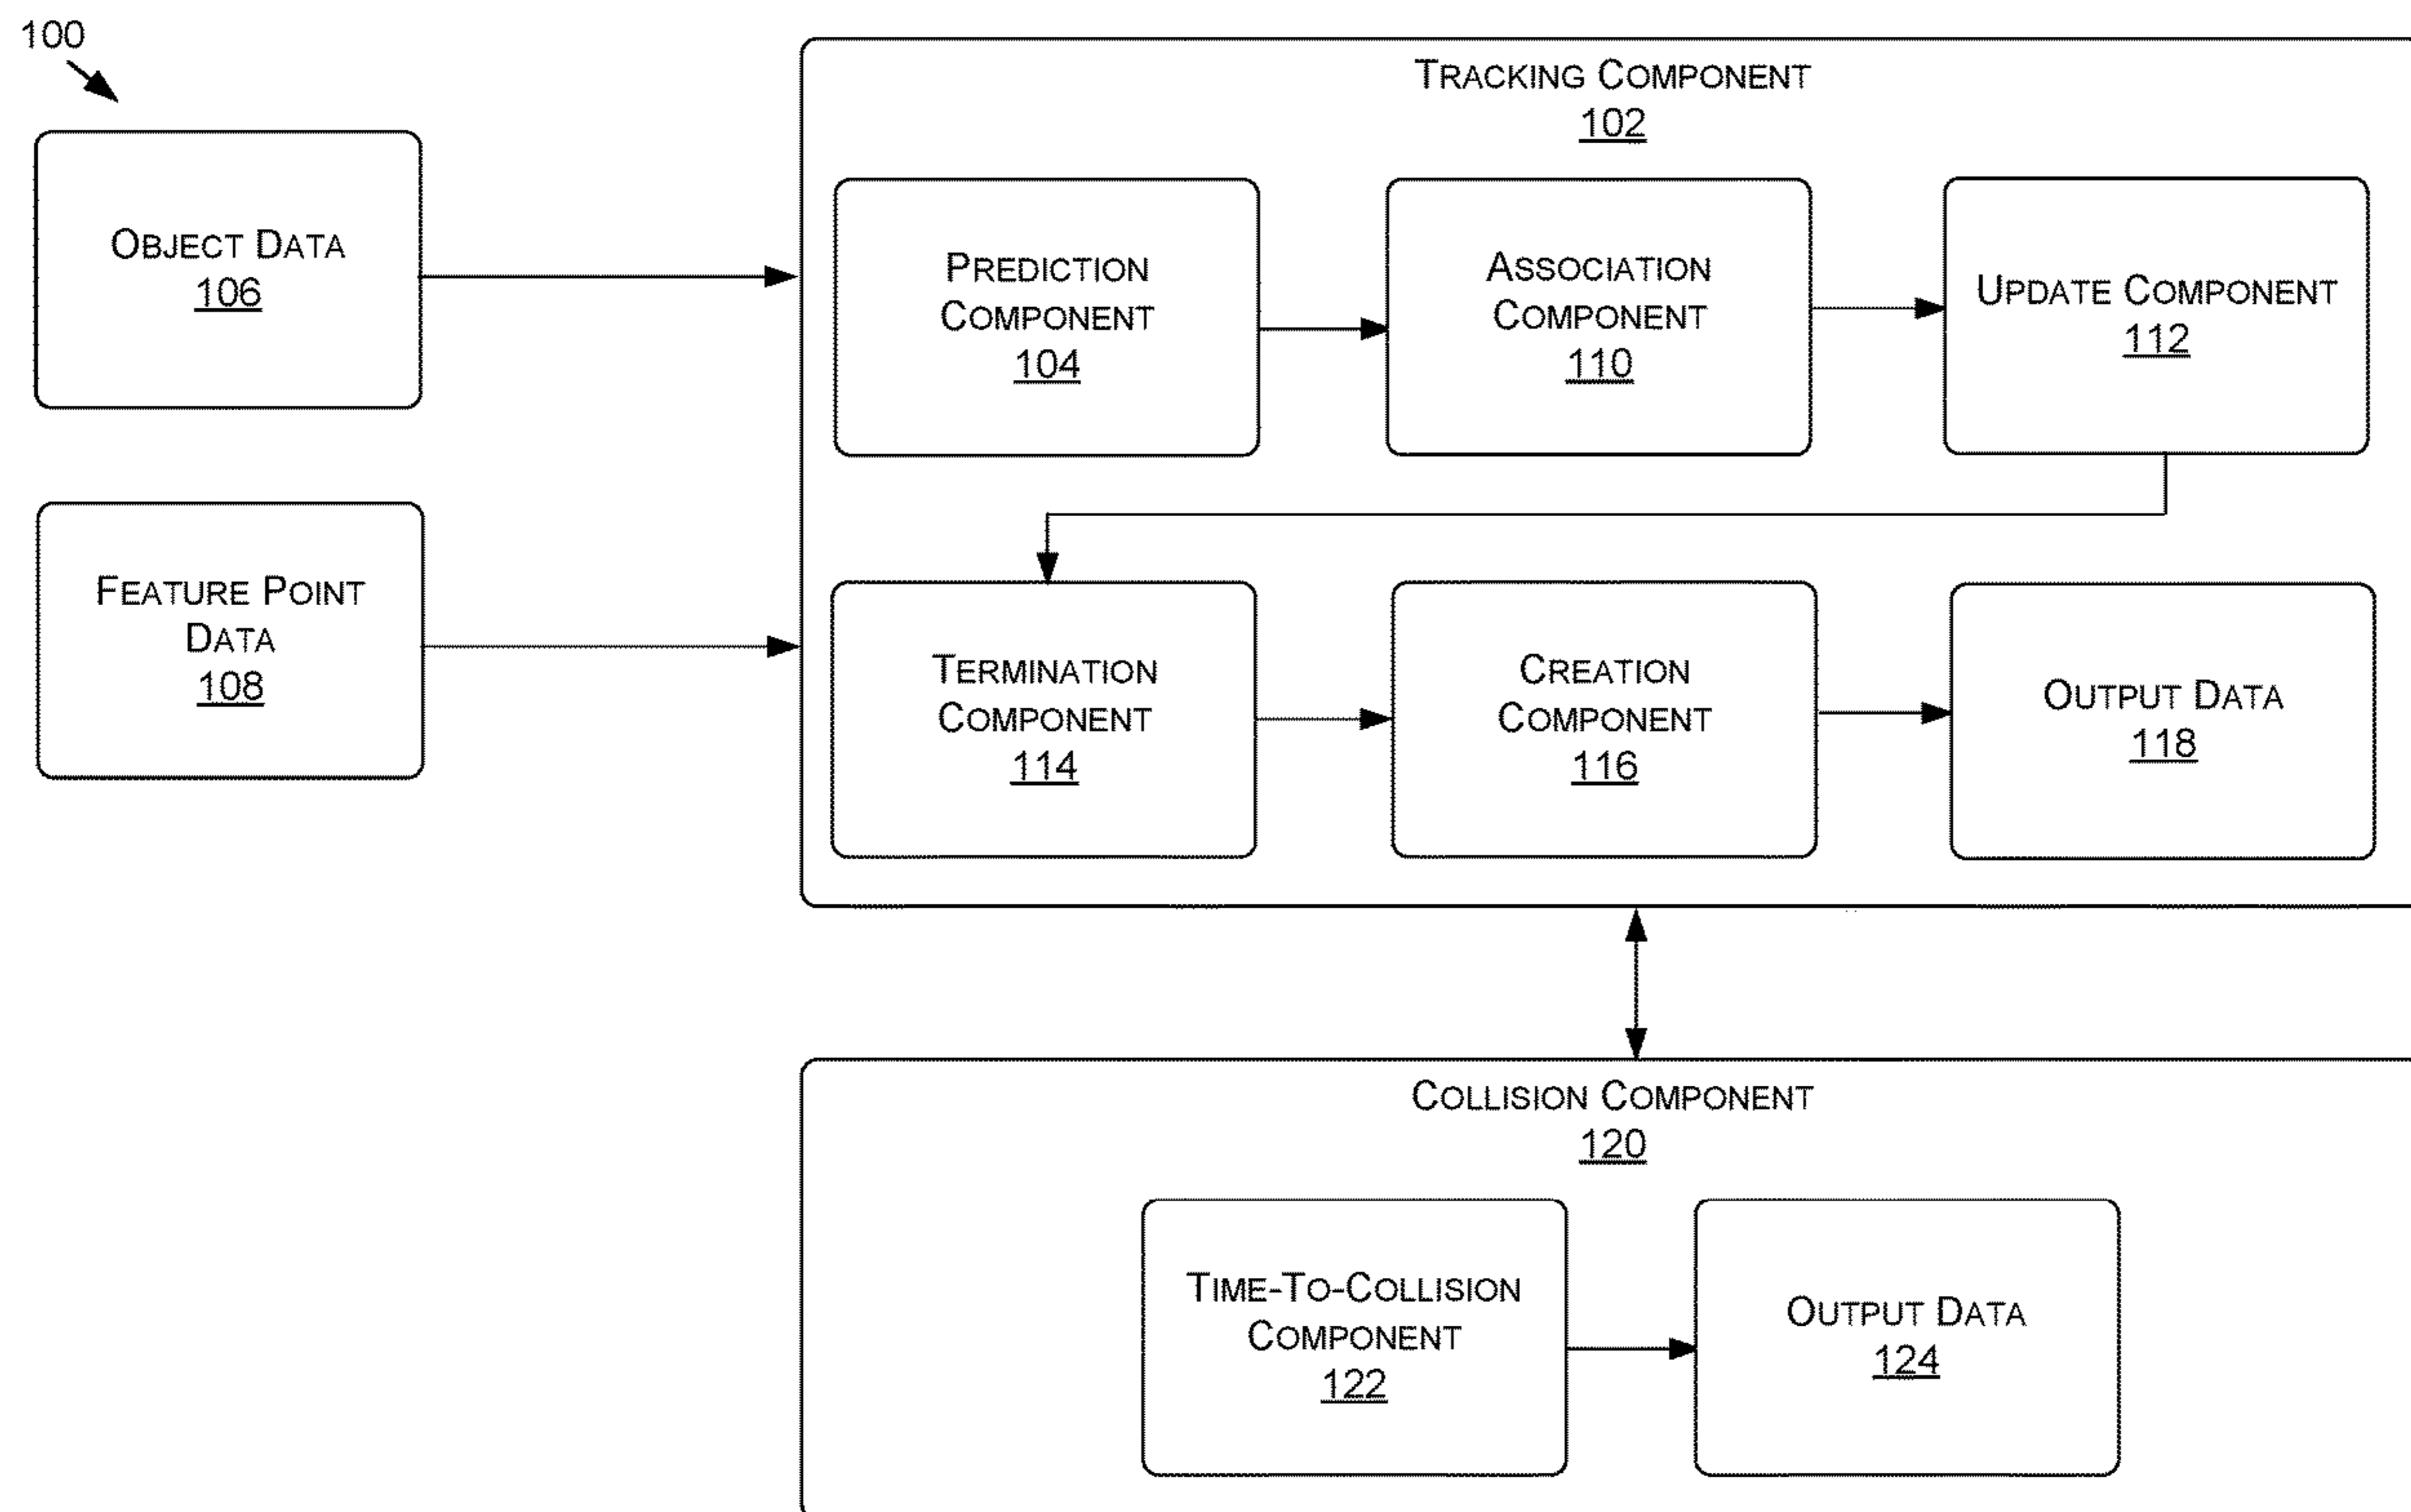 100
TRACKING COMPONENT
102
OBJECT DATA
106
PREDICTION
COMPONENT
104
ASSOCIATION
COMPONENT
110
UPDATE COMPONENT
112
FEATURE POINT
DATA
108
TERMINATION
COMPONENT
114
CREATION
COMPONENT
116
OUTPUT DATA
118
COLLISION COMPONENT
120
TIME-TO-COLLISION
COMPONENT
122
OUTPUT DATA
124